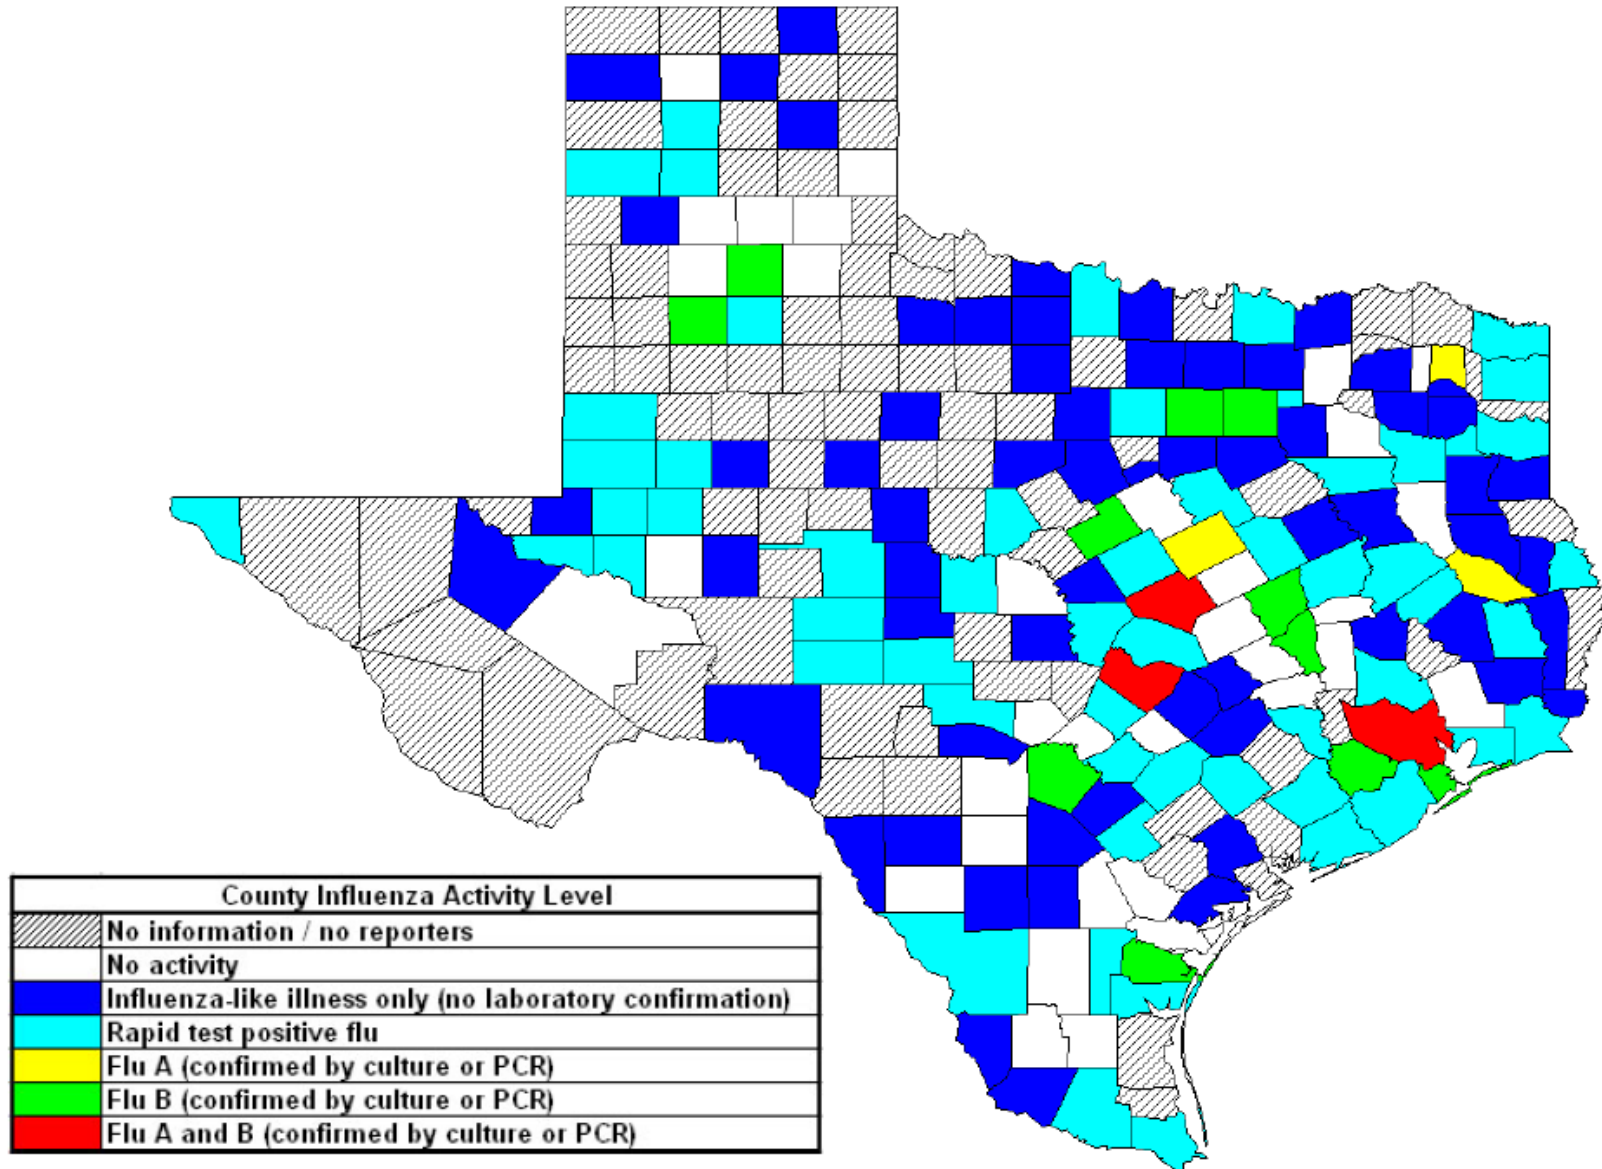 County Influenza Activity Level
No information / no reporters
No activity
Influenza-like illness only (no laboratory confirmation)
Rapid test positive flu
Flu A (confirmed by culture or PCR)
Flu B (confirmed by culture or PCR)
Flu A and B (confirmed by culture or PCR)